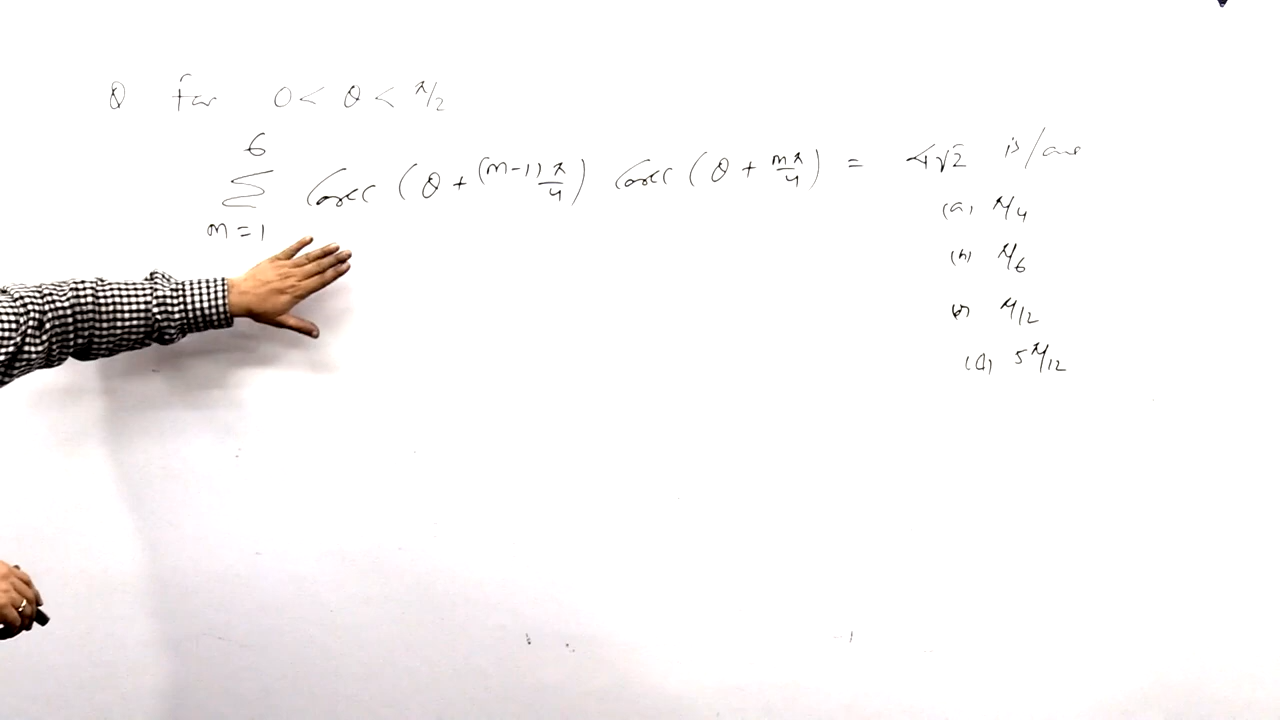 Q For 0 < θ < π/2
6
Σ Cosec (θ + (m-1)π/4) Cosec (θ + mπ/4) = 4√2 is/are
m = 1
(a) π/4
(b) π/6
(c) π/12
(d) 5π/12